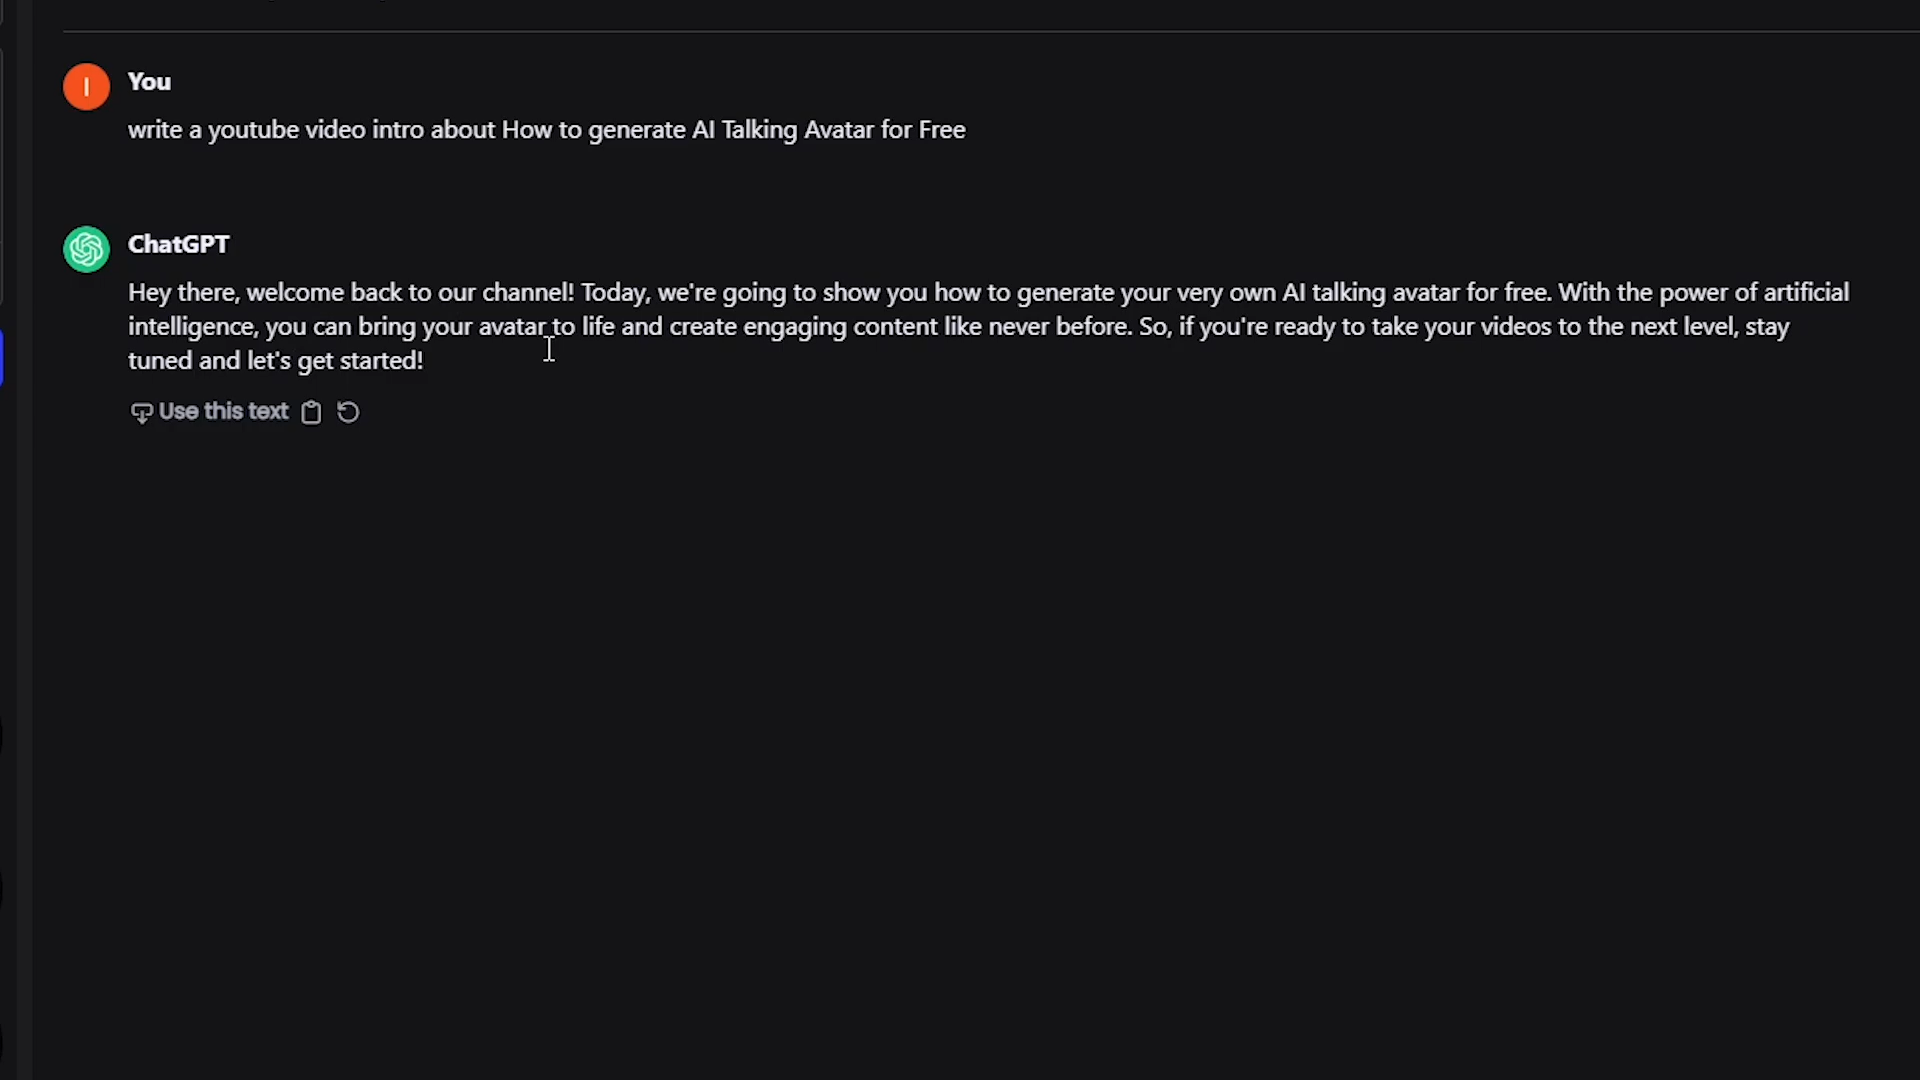 I
You
write a youtube video intro about How to generate AI Talking Avatar for Free
ChatGPT
Hey there, welcome back to our channel! Today, we're going to show you how to generate your very own AI talking avatar for free. With the power of artificial
intelligence, you can bring your avatar to life and create engaging content like never before. So, if you're ready to take your videos to the next level, stay
tuned and let's get started!
Use this text